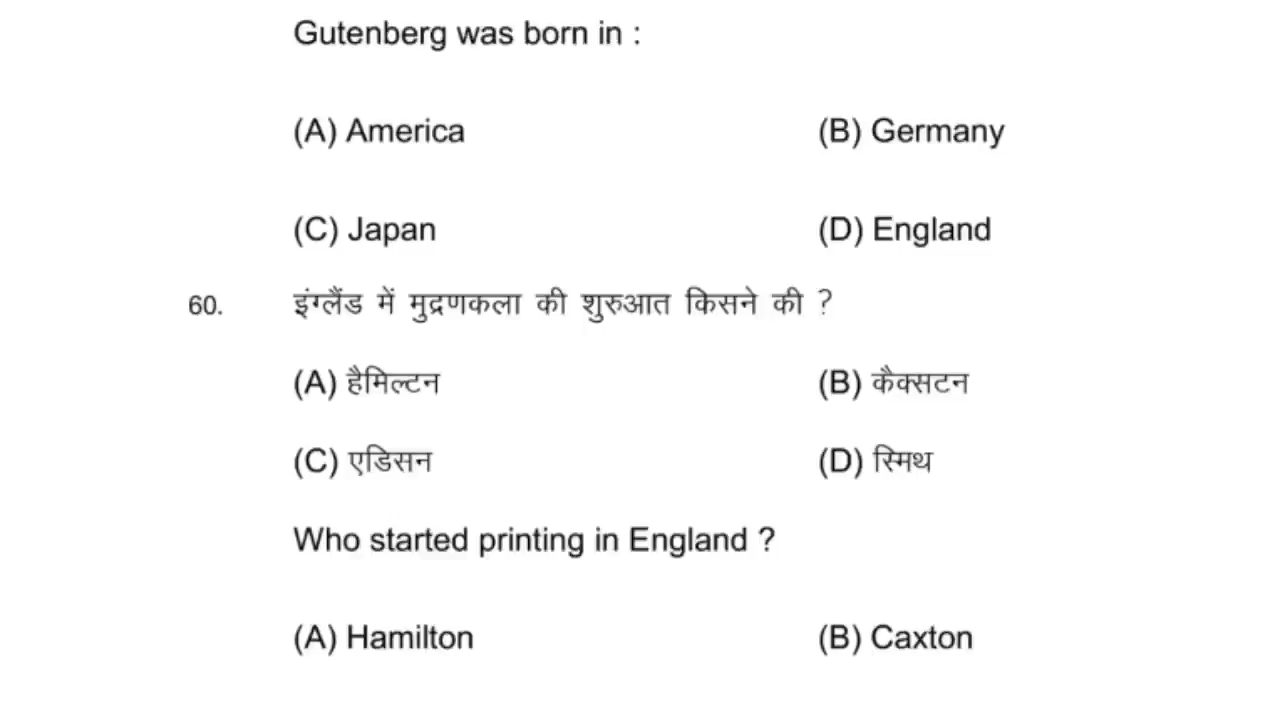 Gutenberg was born in :
(A) America (B) Germany
(C) Japan (D) England
60. इंग्लैंड में मुद्रणकला की शुरुआत किसने की ?
(A) हैमिल्टन (B) कैक्सटन
(C) एडिसन (D) स्मिथ
Who started printing in England ?
(A) Hamilton (B) Caxton